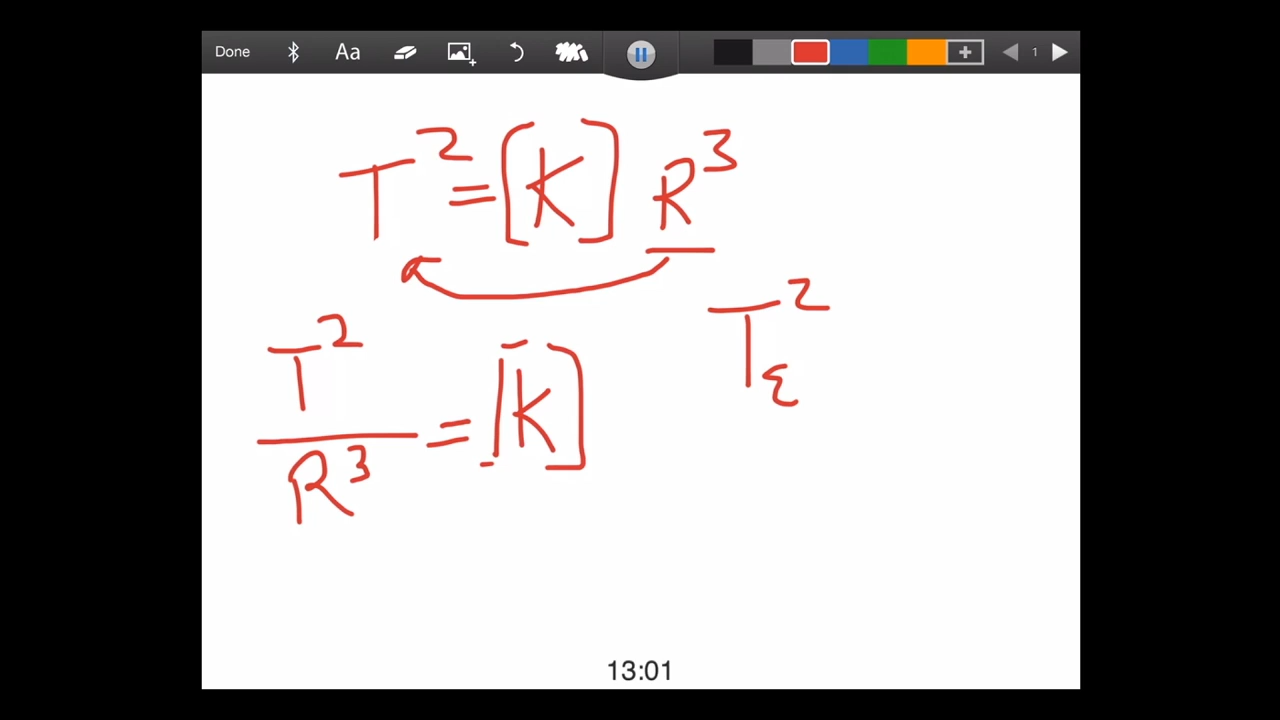 Done Aa 1
T² = [K] R³
T²/R³ = [K]
T_E²
13:01